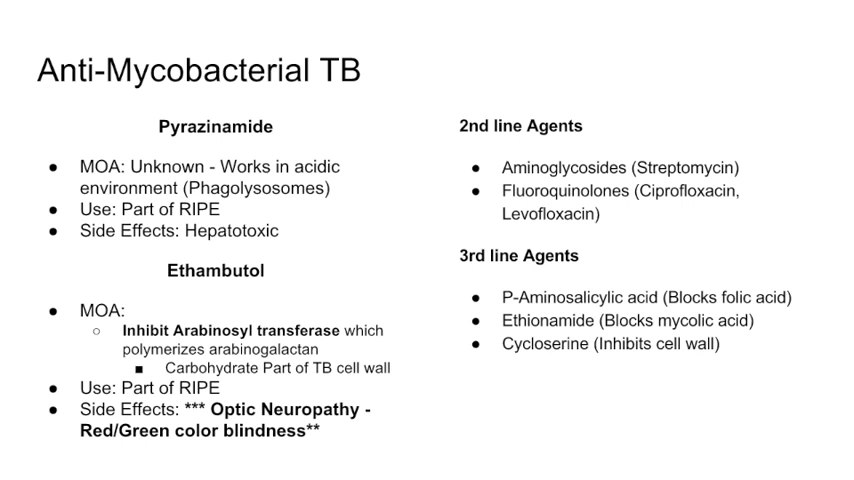 Anti-Mycobacterial TB
Pyrazinamide
● MOA: Unknown - Works in acidic
environment (Phagolysosomes)
● Use: Part of RIPE
● Side Effects: Hepatotoxic
Ethambutol
● MOA:
○ Inhibit Arabinosyl transferase which
polymerizes arabinogalactan
■ Carbohydrate Part of TB cell wall
● Use: Part of RIPE
● Side Effects: *** Optic Neuropathy -
Red/Green color blindness**
2nd line Agents
● Aminoglycosides (Streptomycin)
● Fluoroquinolones (Ciprofloxacin,
Levofloxacin)
3rd line Agents
● P-Aminosalicylic acid (Blocks folic acid)
● Ethionamide (Blocks mycolic acid)
● Cycloserine (Inhibits cell wall)